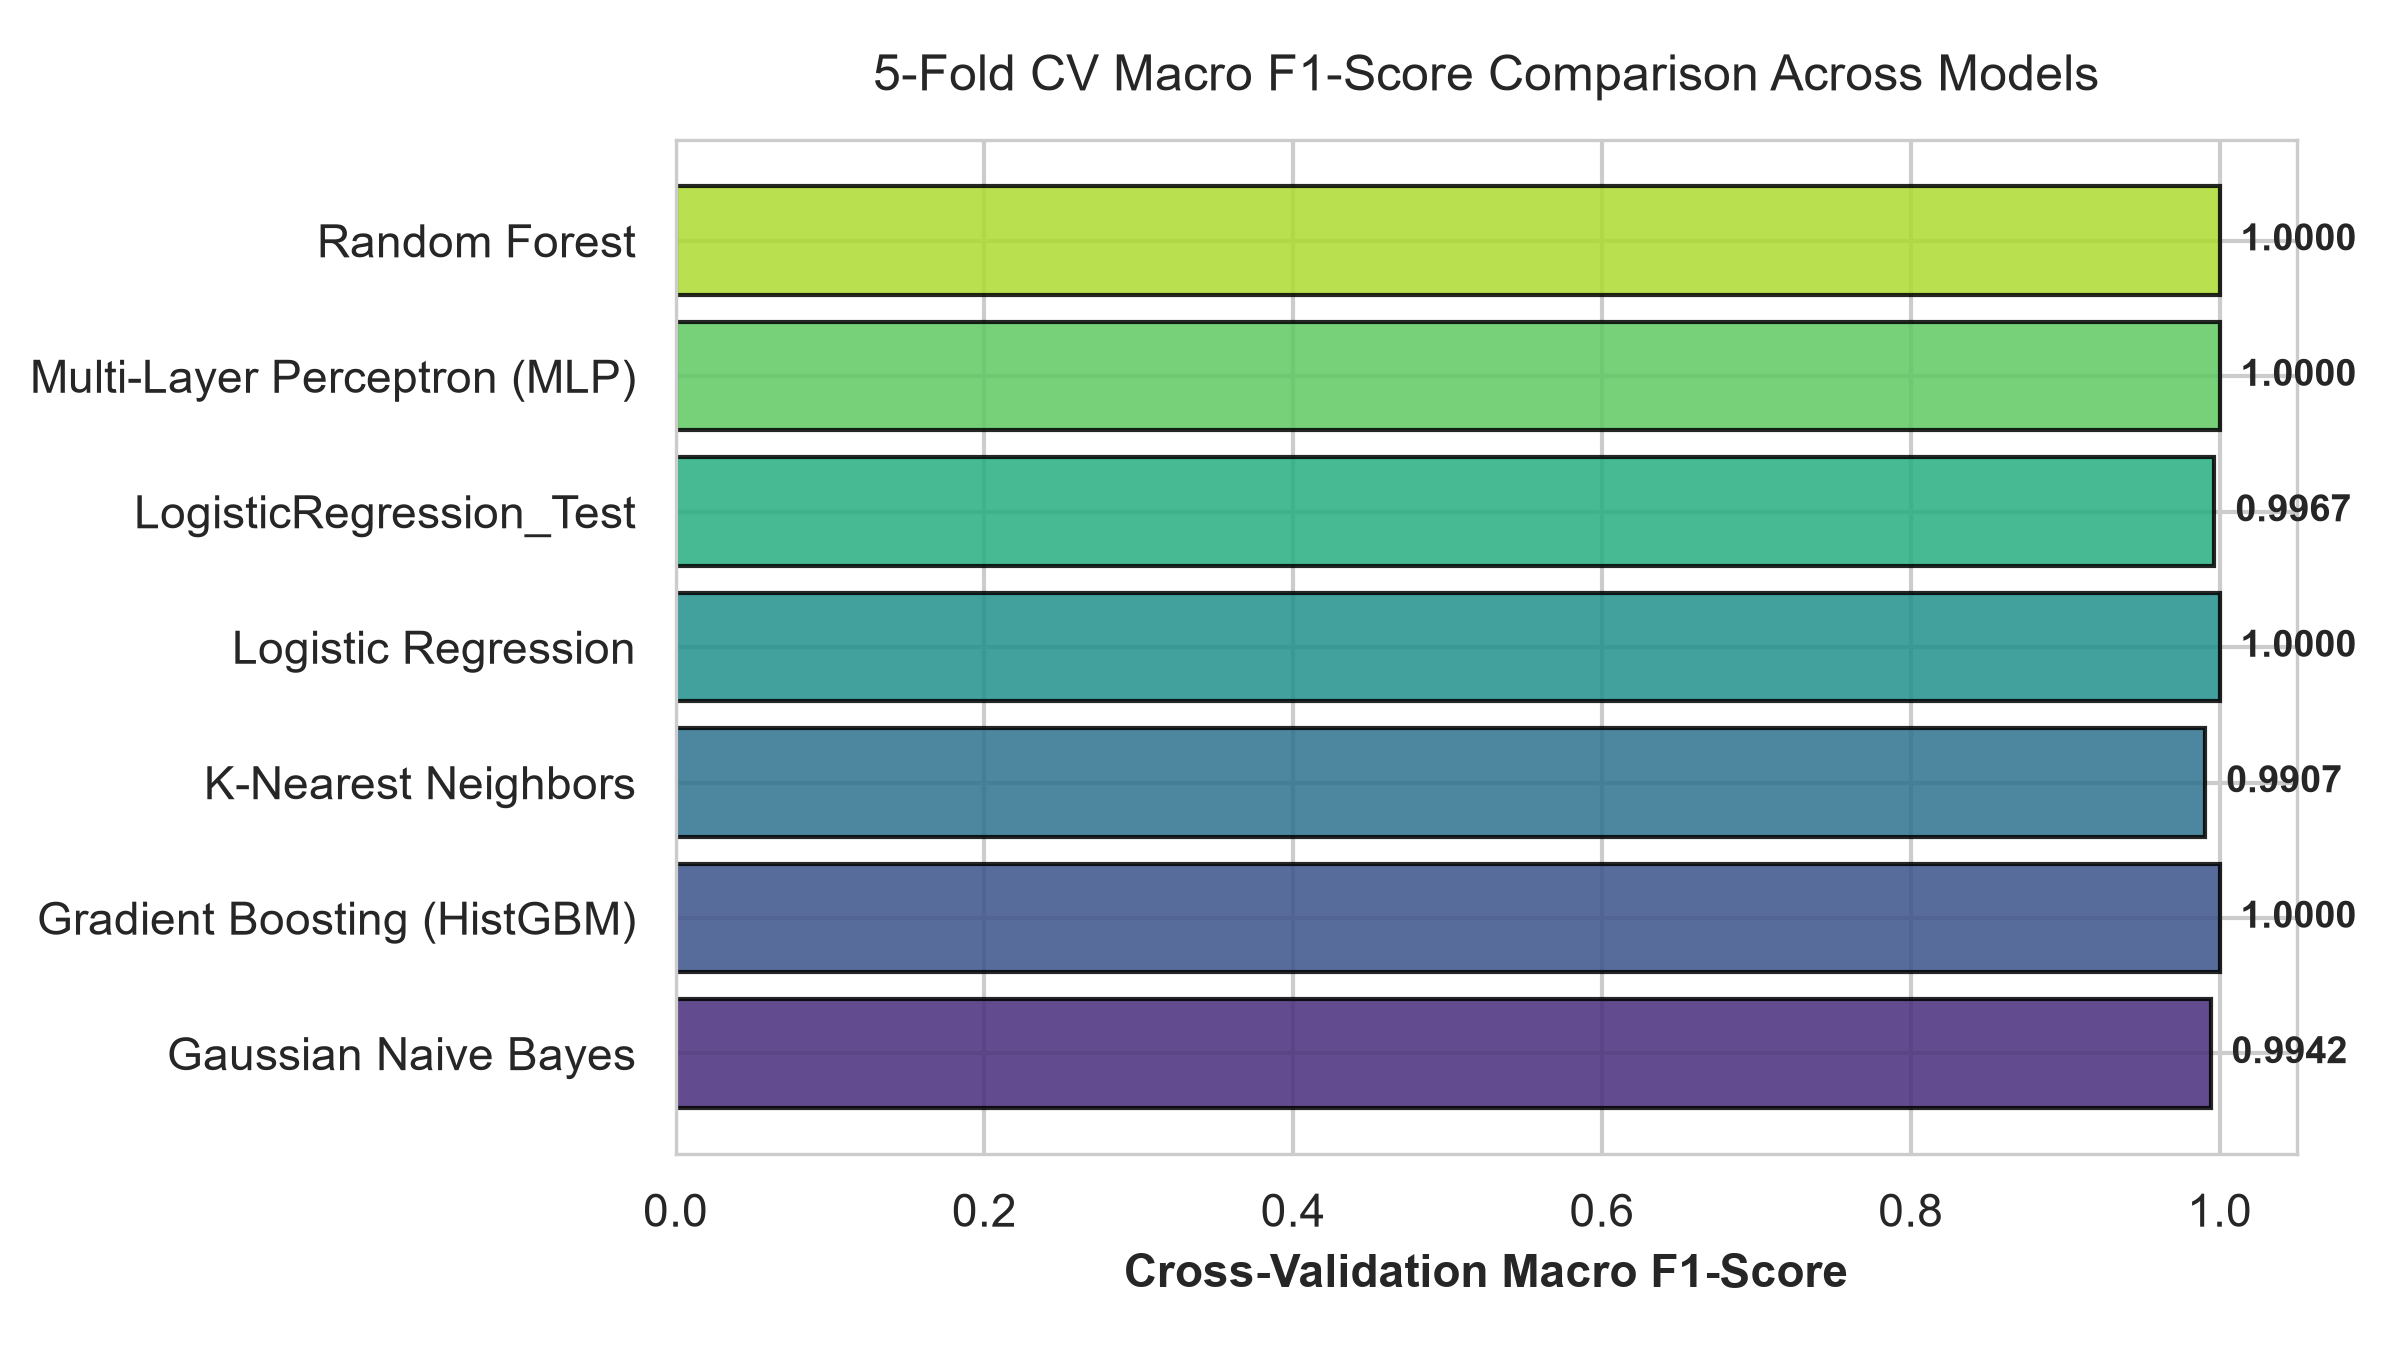 5-Fold CV Macro F1-Score Comparison Across Models
Random Forest 1.0000
Multi-Layer Perceptron (MLP) 1.0000
LogisticRegression_Test 0.9967
Logistic Regression 1.0000
K-Nearest Neighbors 0.9907
Gradient Boosting (HistGBM) 1.0000
Gaussian Naive Bayes 0.9942
0.0 0.2 0.4 0.6 0.8 1.0
Cross-Validation Macro F1-Score